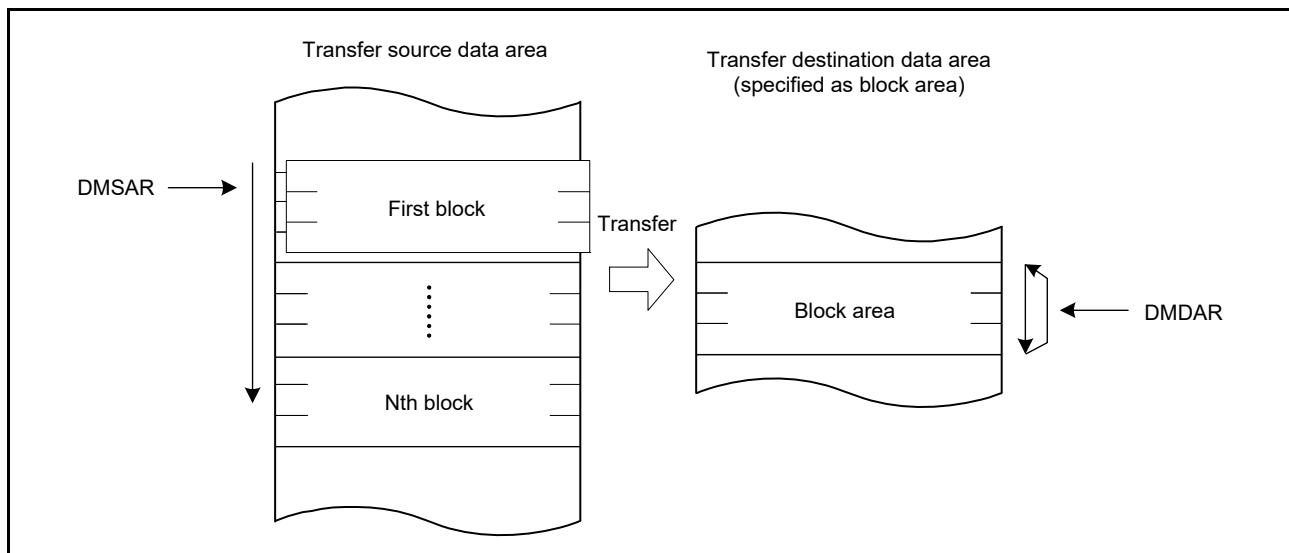 Transfer source data area
Transfer destination data area
(specified as block area)
DMSAR
First block
Transfer
Block area
DMDAR
Nth block